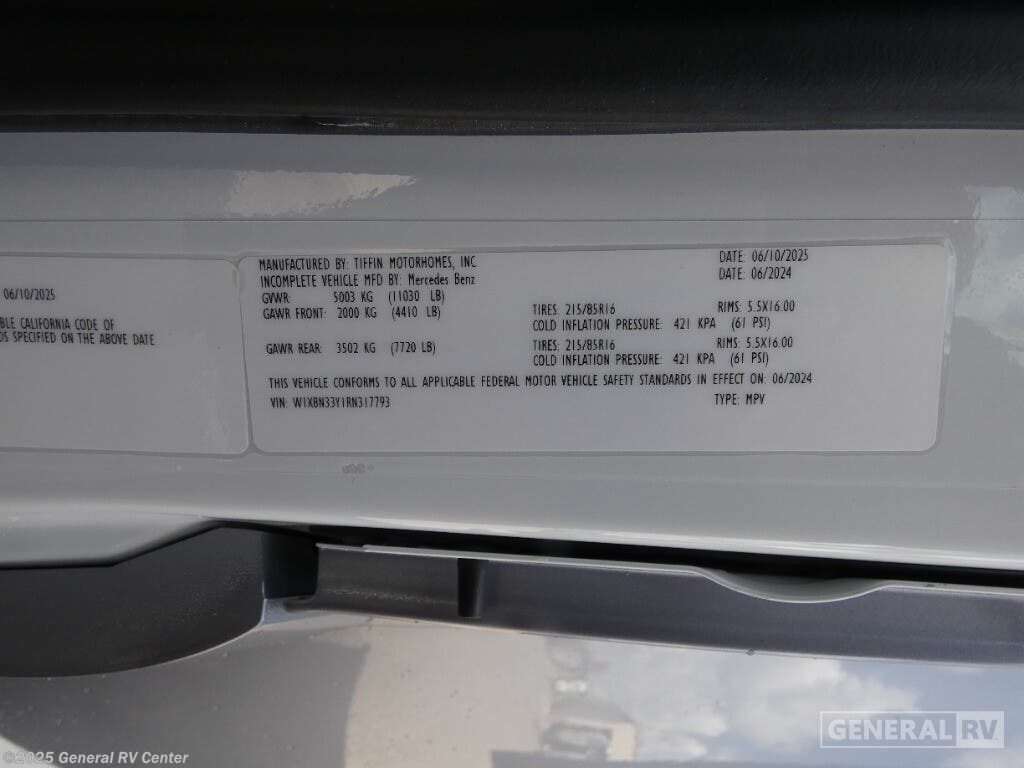 06/10/2025
BLE CALIFORNIA CODE OF
DS SPECIFIED ON THE ABOVE DATE
MANUFACTURED BY: TIFFIN MOTORHOMES, INC. DATE: 06/10/2025
INCOMPLETE VEHICLE MFD BY: Mercedes Benz DATE: 06/2024
GVWR: 5003 KG (11030 LB)
GAWR FRONT: 2000 KG (4410 LB) TIRES: 215/85R16 RIMS: 5.5X16.00
COLD INFLATION PRESSURE: 421 KPA (61 PSI)
GAWR REAR: 3502 KG (7720 LB) TIRES: 215/85R16 RIMS: 5.5X16.00
COLD INFLATION PRESSURE: 421 KPA (61 PSI)
THIS VEHICLE CONFORMS TO ALL APPLICABLE FEDERAL MOTOR VEHICLE SAFETY STANDARDS IN EFFECT ON: 06/2024
VIN: W1X8N33Y1RN317793 TYPE: MPV
GENERAL RV
©2025 General RV Center